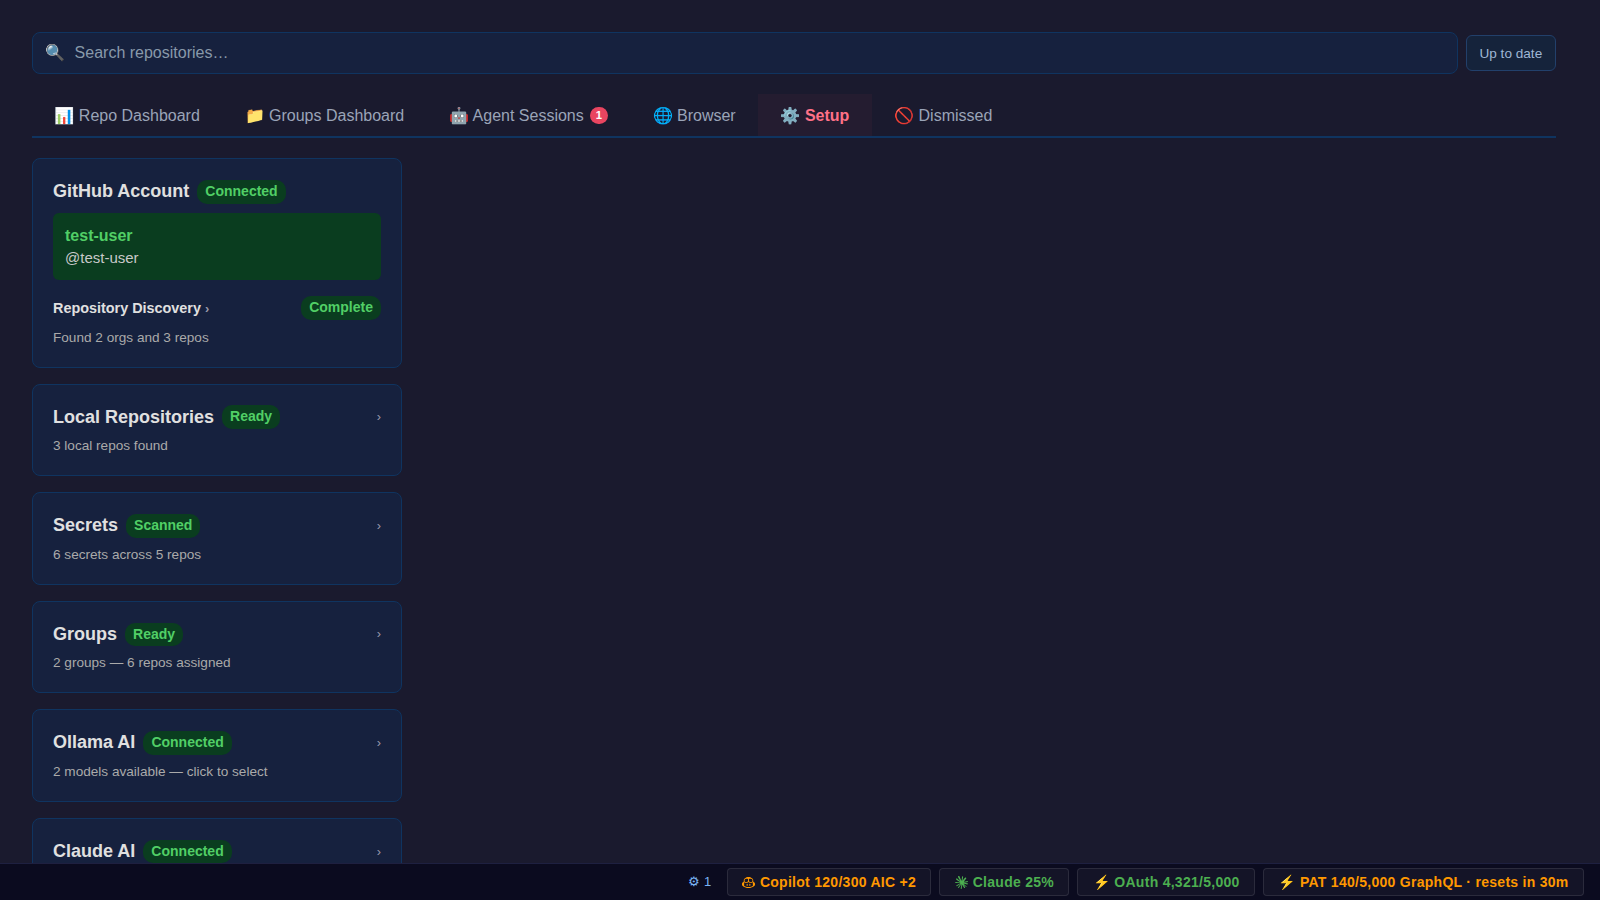 🔍 Search repositories…
Up to date
📊 Repo Dashboard
📁 Groups Dashboard
🤖 Agent Sessions 1
🌐 Browser
⚙️ Setup
🚫 Dismissed
GitHub Account Connected
test-user
@test-user
Repository Discovery › Complete
Found 2 orgs and 3 repos
Local Repositories Ready ›
3 local repos found
Secrets Scanned ›
6 secrets across 5 repos
Groups Ready ›
2 groups — 6 repos assigned
Ollama AI Connected ›
2 models available — click to select
Claude AI Connected ›
⚙ 1
Copilot 120/300 AIC +2
Claude 25%
⚡ OAuth 4,321/5,000
⚡ PAT 140/5,000 GraphQL · resets in 30m